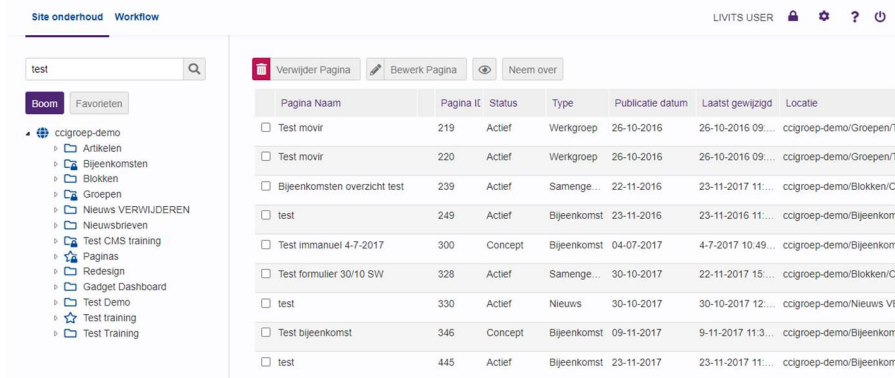 Site onderhoud Workflow LIVITS USER ?
test
Verwijder Pagina Bewerk Pagina Neem over
Boom Favorieten
Pagina Naam Pagina ID Status Type Publicatie datum Laatst gewijzigd Locatie
ccigroep-demo
Artikelen
Bijeenkomsten
Blokken
Groepen
Nieuws VERWIJDEREN
Nieuwsbrieven
Test CMS training
Paginas
Redesign
Gadget Dashboard
Test Demo
Test training
Test Training
Test movir 219 Actief Werkgroep 26-10-2016 26-10-2016 09:... ccigroep-demo/Groepen/T
Test movir 220 Actief Werkgroep 26-10-2016 26-10-2016 09:... ccigroep-demo/Groepen/T
Bijeenkomsten overzicht test 239 Actief Samenge... 22-11-2016 23-11-2017 11:... ccigroep-demo/Blokken/O
test 249 Actief Bijeenkomst 23-11-2016 23-11-2016 11:... ccigroep-demo/Bijeenkom
Test immanuel 4-7-2017 300 Concept Bijeenkomst 04-07-2017 4-7-2017 10:49... ccigroep-demo/Bijeenkom
Test formulier 30/10 SW 328 Actief Samenge... 30-10-2017 22-11-2017 15:... ccigroep-demo/Blokken/O
test 330 Actief Nieuws 30-10-2017 30-10-2017 12:... ccigroep-demo/Nieuws VE
Test bijeenkomst 346 Concept Bijeenkomst 09-11-2017 9-11-2017 11:3... ccigroep-demo/Bijeenkom
test 445 Actief Bijeenkomst 23-11-2017 23-11-2017 11:... ccigroep-demo/Bijeenkom